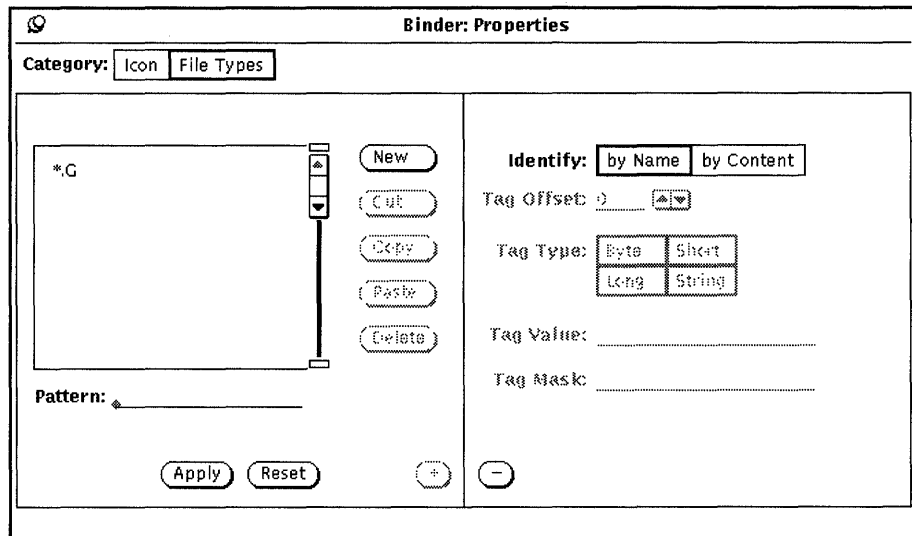 Binder: Properties
Category: Icon File Types
*.G
New
Cut
Copy
Paste
Delete
Pattern:
Apply Reset +
Identify: by Name by Content
Tag Offset: 0
Tag Type: Byte Short
Long String
Tag Value:
Tag Mask:
−